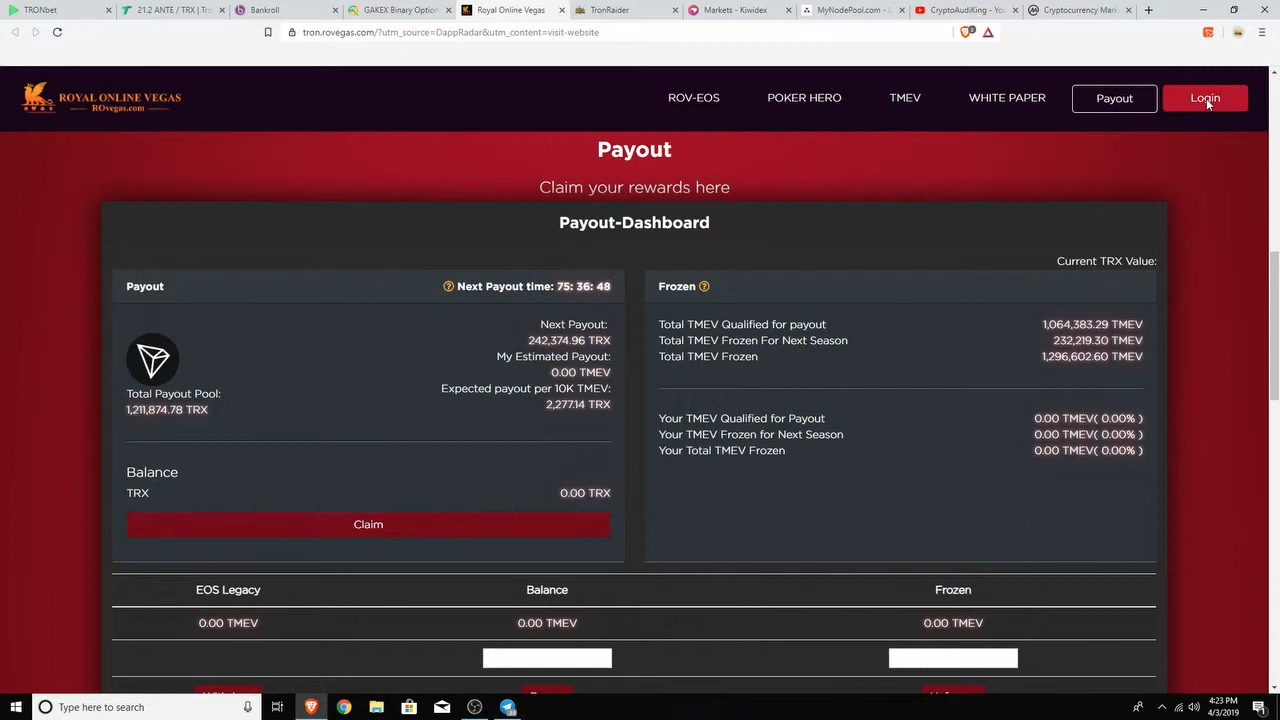 TRONbet
21.2 ANTE / TRX | Tron
Bankroll
GAKEX Binary Option
Royal Online Vegas
TronRaider
Markets - Kiwidex
MyNodePool.com - L
CryptoAudiKing - You
Cryptocurrency Mark
tron.rovegas.com/?utm_source=DappRadar&utm_content=visit-website
ROYAL ONLINE VEGAS
ROvegas.com
ROV-EOS
POKER HERO
TMEV
WHITE PAPER
Payout
Login
Payout
Claim your rewards here
Payout-Dashboard
Current TRX Value:
Payout
Next Payout time: 75: 36: 48
Next Payout:
242,374.96 TRX
My Estimated Payout:
0.00 TMEV
Expected payout per 10K TMEV:
2,277.14 TRX
Total Payout Pool:
1,211,874.78 TRX
Balance
TRX 0.00 TRX
Claim
Frozen
Total TMEV Qualified for payout 1,064,383.29 TMEV
Total TMEV Frozen For Next Season 232,219.30 TMEV
Total TMEV Frozen 1,296,602.60 TMEV
Your TMEV Qualified for Payout 0.00 TMEV( 0.00% )
Your TMEV Frozen for Next Season 0.00 TMEV( 0.00% )
Your Total TMEV Frozen 0.00 TMEV( 0.00% )
EOS Legacy Balance Frozen
0.00 TMEV 0.00 TMEV 0.00 TMEV
Type here to search
4:23 PM
4/3/2019